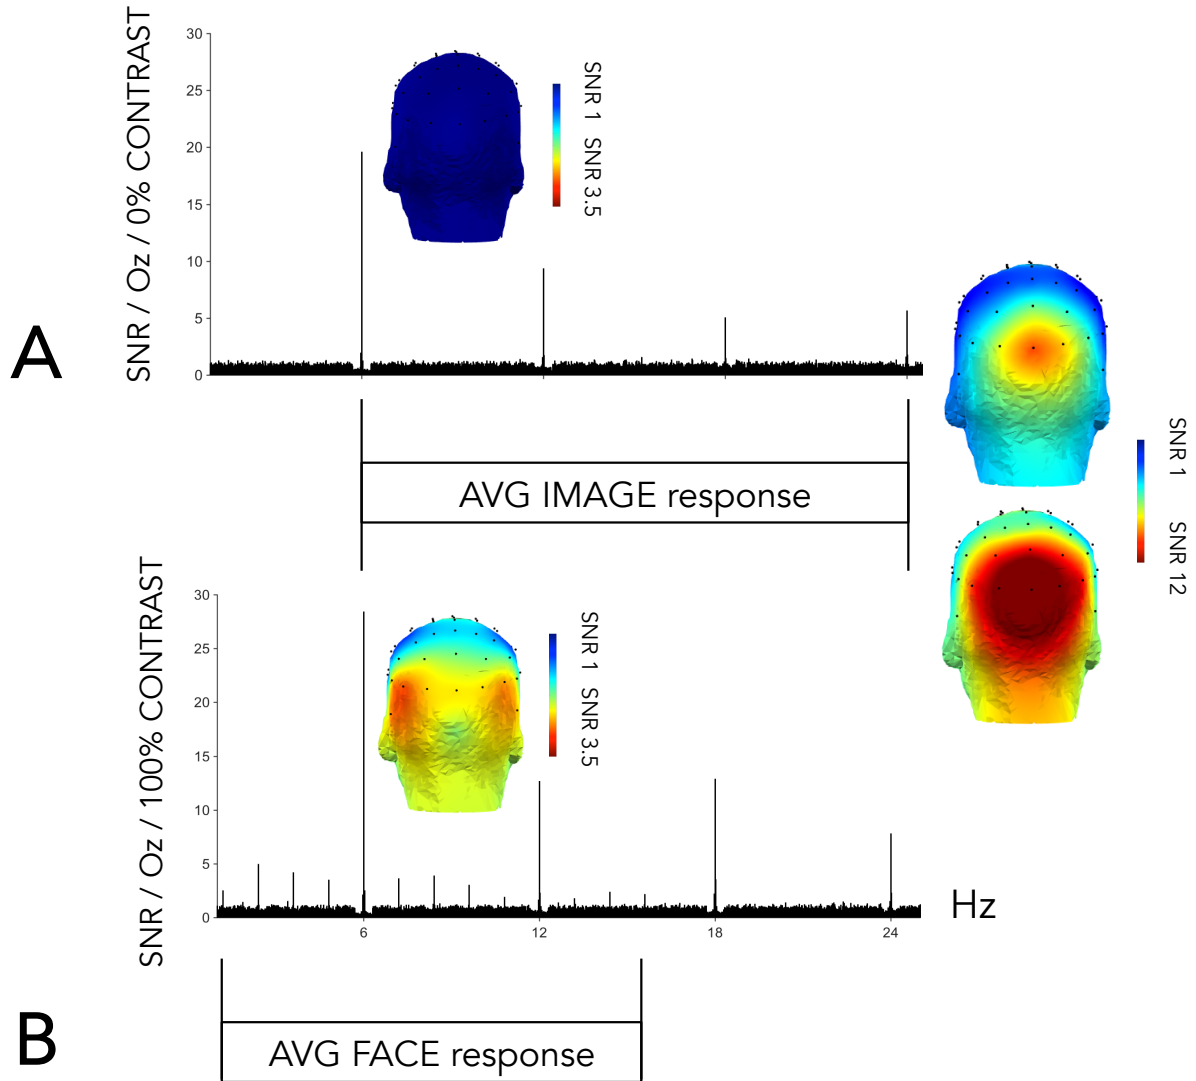 A
SNR / Oz / 0% CONTRAST
30
25
20
15
10
5
0
SNR 1 SNR 3.5
AVG IMAGE response
SNR 1 SNR 12
B
SNR / Oz / 100% CONTRAST
30
25
20
15
10
5
0
SNR 1 SNR 3.5
6 12 18 24
Hz
AVG FACE response